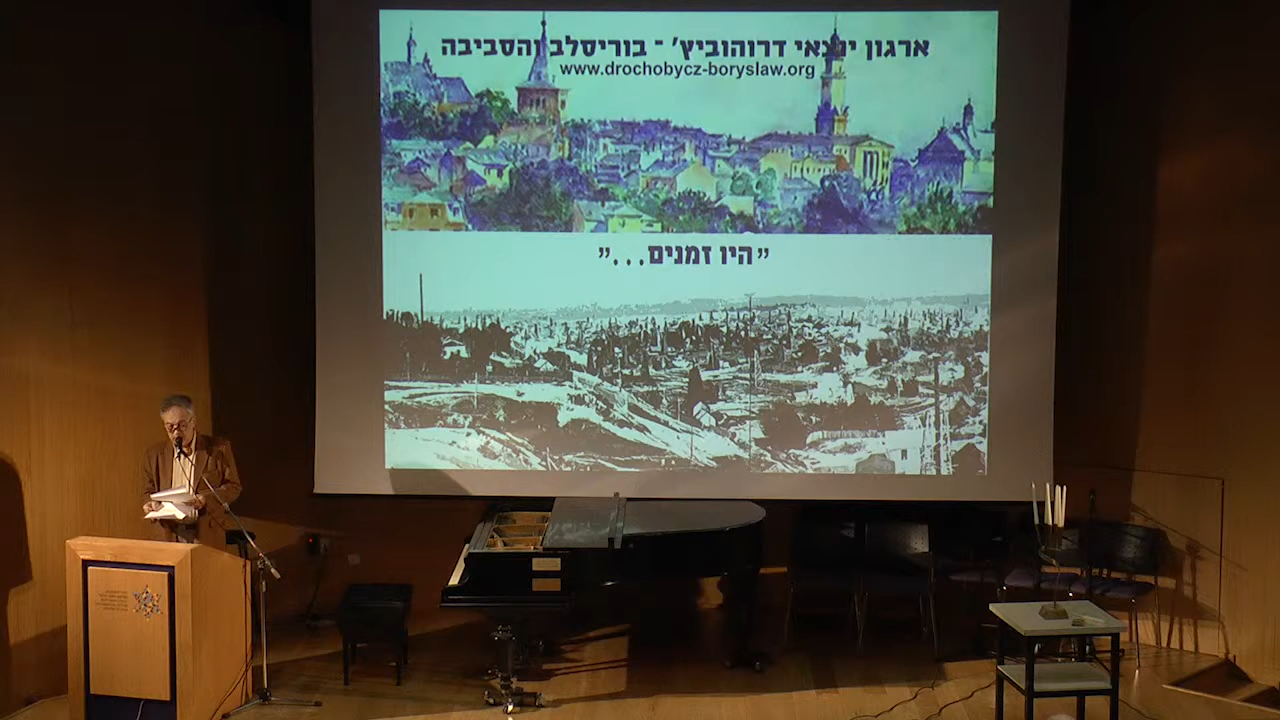 ארגון יוצאי דרוהוביץ' - בוריסלב והסביבה
www.drochobycz-boryslaw.org
"היו זמנים..."